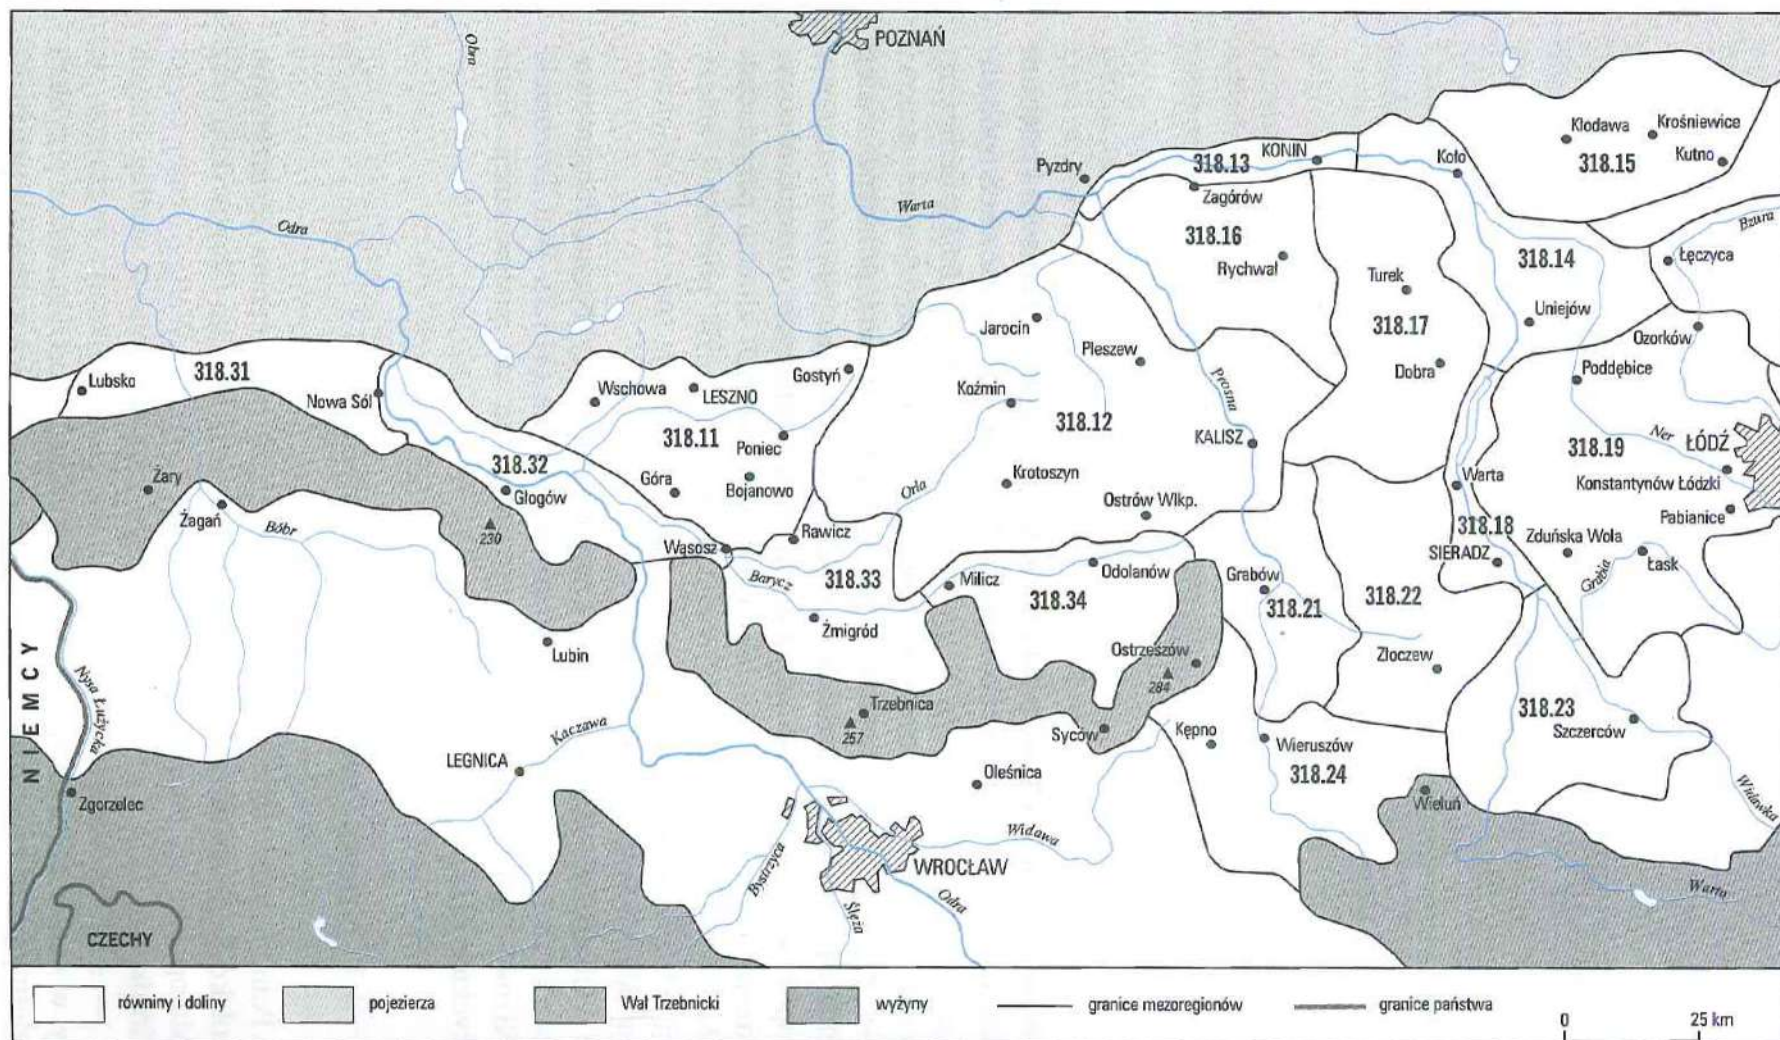 POZNAŃ
Obra
Kłodawa
Krośniewice
318.15
Kutno
KONIN
318.13
Koło
Pyzdry
Zagórów
Warta
Odra
318.16
Rychwał
318.14
Bzura
Łęczyca
Turek
Uniejów
318.17
Jarocin
Pleszew
Ozorków
Lubsko
318.31
Nowa Sól
Wschowa
LESZNO
Gostyń
Koźmin
318.12
Prosna
Dobra
Poddębice
318.32
318.11
Poniec
KALISZ
318.19
Ner
ŁÓDŹ
Żary
Głogów
Góra
Bojanowo
Krotoszyn
Orla
Ostrów Wlkp.
Warta
Konstantynów Łódzki
Żagań
Bóbr
230
Rawicz
318.18
Pabianice
Wąsosz
Zduńska Wola
SIERADZ
Barycz
318.33
Milicz
Odolanów
Grabów
318.22
Grabia
Łask
318.34
318.21
Żmigród
Lubin
Ostrzeszów
284
Złoczew
NIEMCY
Nysa Łużycka
Trzebnica
257
Syców
Kępno
318.23
Szczerców
Kaczawa
LEGNICA
Wieruszów
318.24
Oleśnica
Zgorzelec
Wieluń
Widawka
Widawa
WROCŁAW
Bystrzyca
Odra
Ślęza
Warta
CZECHY
równiny i doliny
pojezierza
Wał Trzebnicki
wyżyny
granice mezoregionów
granice państwa
0 25 km